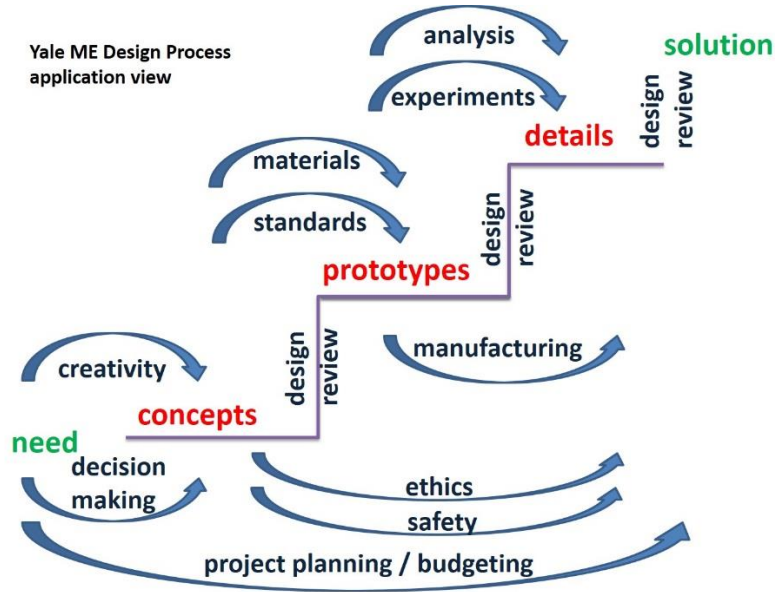 Yale ME Design Process
application view
analysis
solution
experiments
design
review
details
materials
standards
design
review
prototypes
creativity
design
review
manufacturing
concepts
need
decision
making
ethics
safety
project planning / budgeting